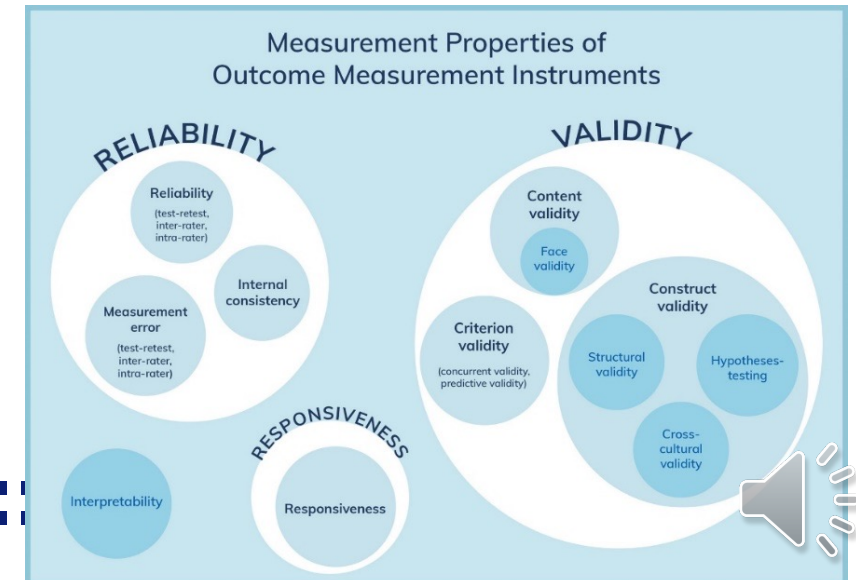 Measurement Properties of
Outcome Measurement Instruments
RELIABILITY
Reliability
(test-retest,
inter-rater,
intra-rater)
Internal
consistency
Measurement
error
(test-retest,
inter-rater,
intra-rater)
VALIDITY
Content
validity
Face
validity
Criterion
validity
(concurrent validity,
predictive validity)
Construct
validity
Structural
validity
Hypotheses-
testing
Cross-
cultural
validity
RESPONSIVENESS
Responsiveness
Interpretability